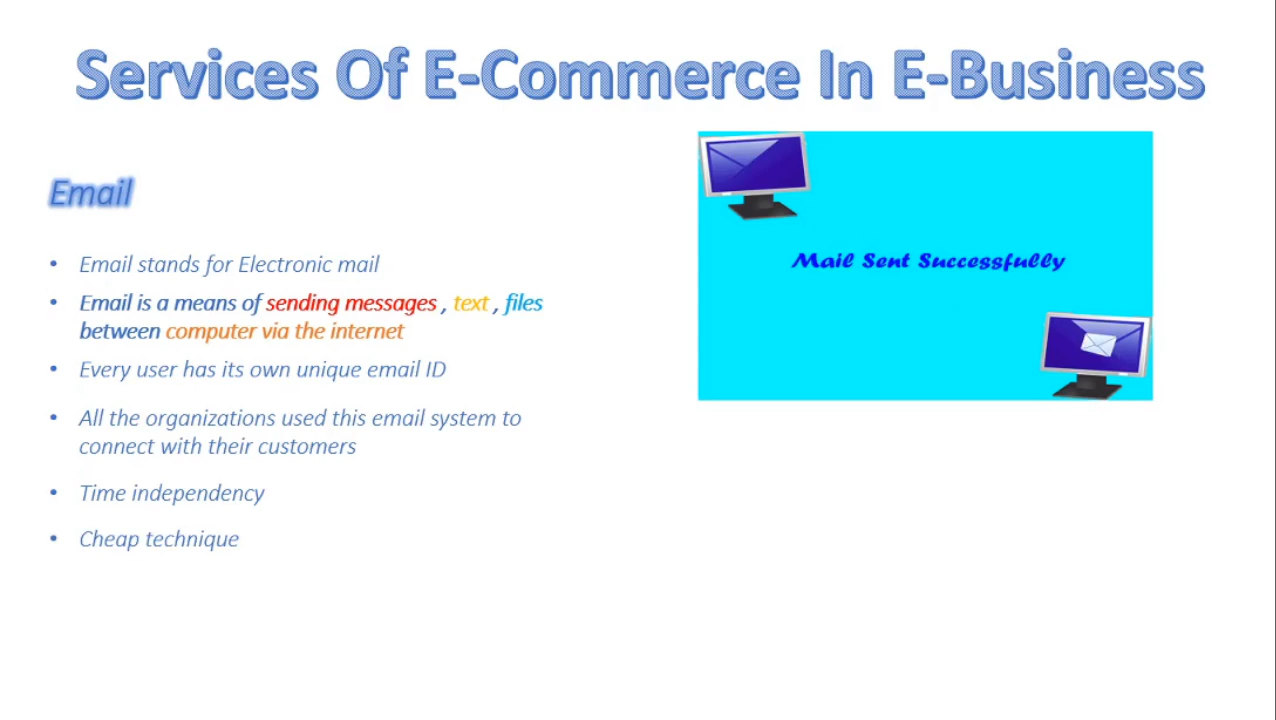 Services Of E-Commerce In E-Business
Email
• Email stands for Electronic mail
• Email is a means of sending messages , text , files
between computer via the internet
• Every user has its own unique email ID
• All the organizations used this email system to
connect with their customers
• Time independency
• Cheap technique
Mail Sent Successfully